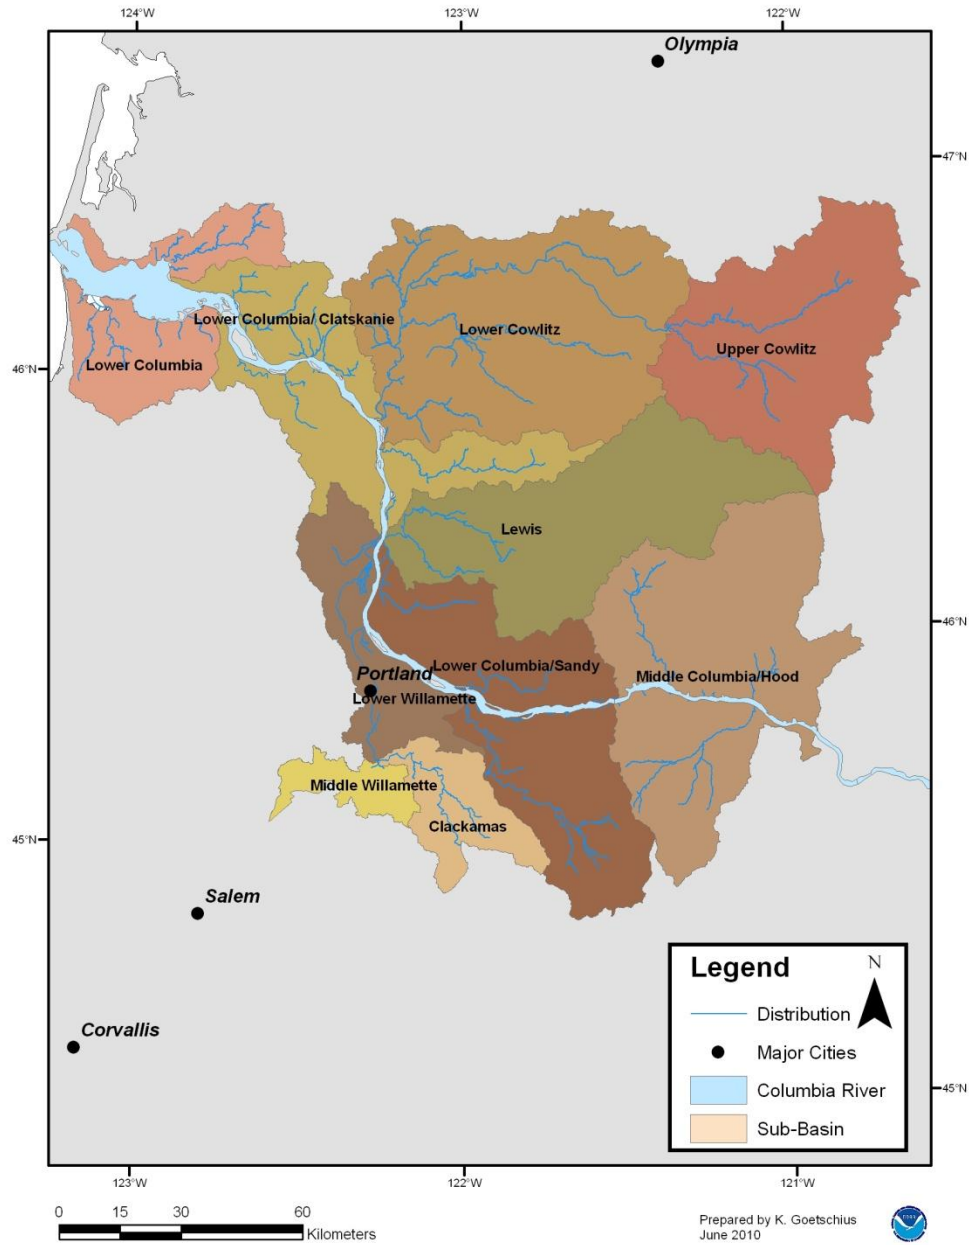 124°W
123°W
122°W
Olympia
47°N
Lower Columbia/ Clatskanie
Lower Cowlitz
Upper Cowlitz
Lower Columbia
46°N
Lewis
46°N
Lower Columbia/Sandy
Portland
Middle Columbia/Hood
Lower Willamette
Middle Willamette
Clackamas
45°N
Salem
Legend
N
Distribution
Corvallis
Major Cities
45°N
Columbia River
Sub-Basin
123°W
122°W
121°W
0 15 30 60
Kilometers
Prepared by K. Goetschius
June 2010